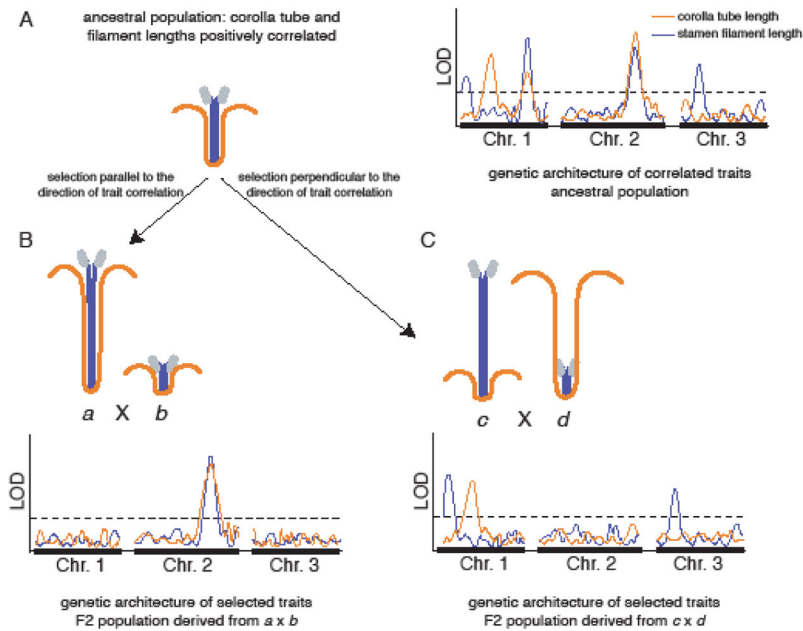 A
ancestral population: corolla tube and
filament lengths positively correlated
corolla tube length
stamen filament length
LOD
Chr. 1
Chr. 2
Chr. 3
genetic architecture of correlated traits
ancestral population
selection parallel to the
direction of trait correlation
selection perpendicular to the
direction of trait correlation
B
a X b
LOD
Chr. 1
Chr. 2
Chr. 3
genetic architecture of selected traits
F2 population derived from a x b
C
c X d
LOD
Chr. 1
Chr. 2
Chr. 3
genetic architecture of selected traits
F2 population derived from c x d